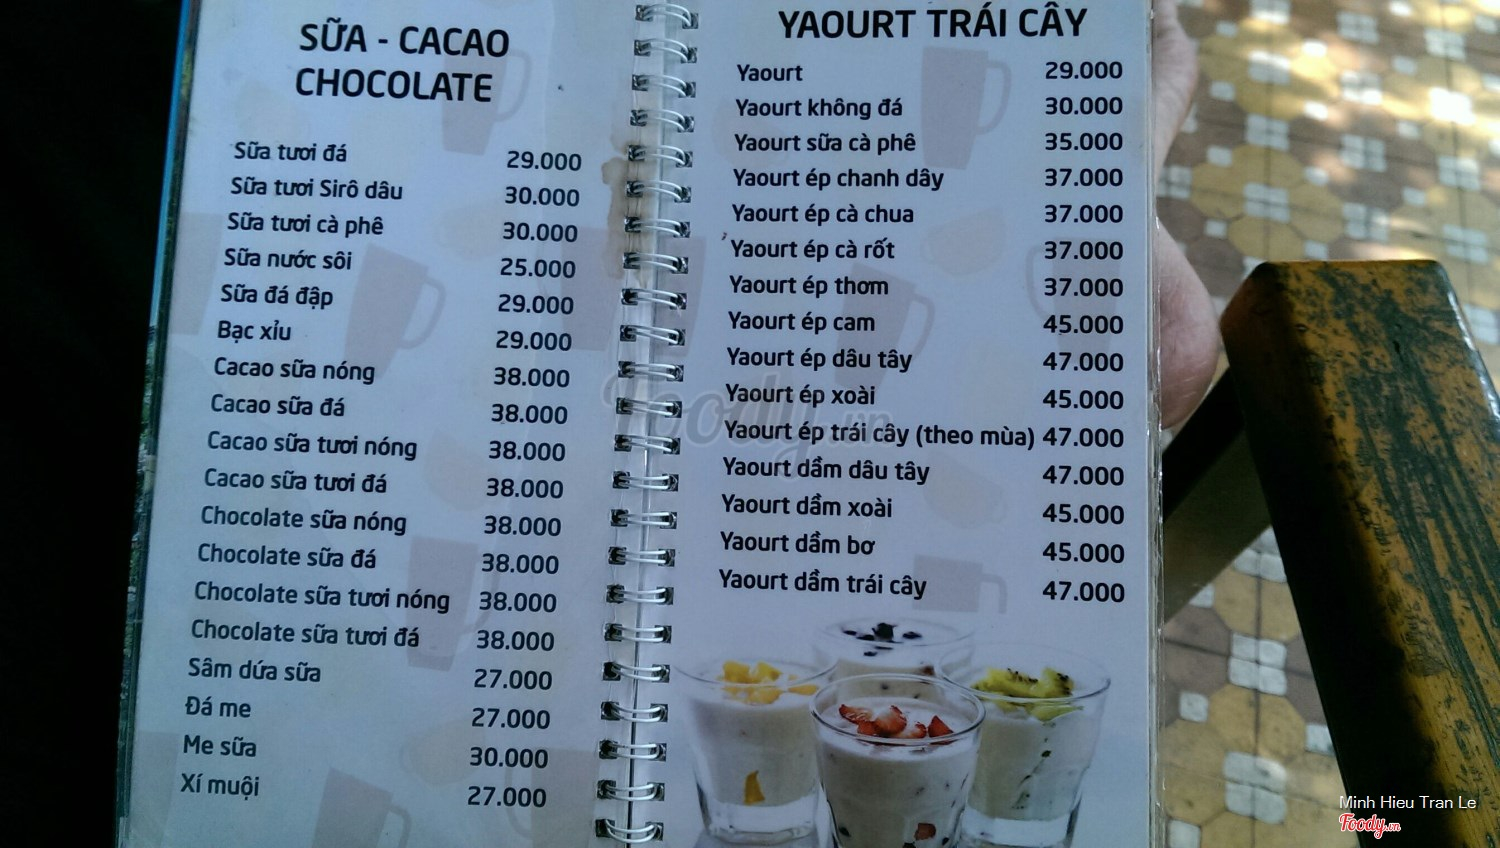 SỮA - CACAO
CHOCOLATE
Sữa tươi đá 29.000
Sữa tươi Sirô dâu 30.000
Sữa tươi cà phê 30.000
Sữa nước sôi 25.000
Sữa đá đập 29.000
Bạc xỉu 29.000
Cacao sữa nóng 38.000
Cacao sữa đá 38.000
Cacao sữa tươi nóng 38.000
Cacao sữa tươi đá 38.000
Chocolate sữa nóng 38.000
Chocolate sữa đá 38.000
Chocolate sữa tươi nóng 38.000
Chocolate sữa tươi đá 38.000
Sâm dứa sữa 27.000
Đá me 27.000
Me sữa 30.000
Xí muội 27.000
YAOURT TRÁI CÂY
Yaourt 29.000
Yaourt không đá 30.000
Yaourt sữa cà phê 35.000
Yaourt ép chanh dây 37.000
Yaourt ép cà chua 37.000
Yaourt ép cà rốt 37.000
Yaourt ép thơm 37.000
Yaourt ép cam 45.000
Yaourt ép dâu tây 47.000
Yaourt ép xoài 45.000
Yaourt ép trái cây (theo mùa) 47.000
Yaourt dầm dâu tây 47.000
Yaourt dầm xoài 45.000
Yaourt dầm bơ 45.000
Yaourt dầm trái cây 47.000
Foody.vn
Minh Hieu Tran Le
Foody.vn